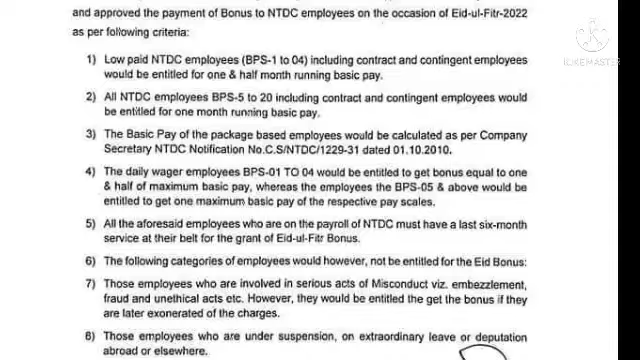 and approved the payment of Bonus to NTDC employees on the occasion of Eid-ul-Fitr-2022
as per following criteria:
1) Low paid NTDC employees (BPS-1 to 04) including contract and contingent employees
would be entitled for one & half month running basic pay.
2) All NTDC employees BPS-5 to 20 including contract and contingent employees would
be entitled for one month running basic pay.
3) The Basic Pay of the package based employees would be calculated as per Company
Secretary NTDC Notification No.C.S/NTDC/1229-31 dated 01.10.2010.
4) The daily wager employees BPS-01 TO 04 would be entitled to get bonus equal to one
& half of maximum basic pay, whereas the employees the BPS-05 & above would be
entitled to get one maximum basic pay of the respective pay scales.
5) All the aforesaid employees who are on the payroll of NTDC must have a last six-month
service at their belt for the grant of Eid-ul-Fitr Bonus.
6) The following categories of employees would however, not be entitled for the Eid Bonus:
7) Those employees who are involved in serious acts of Misconduct viz. embezzlement,
fraud and unethical acts etc. However, they would be entitled the get the bonus if they
are later exonerated of the charges.
8) Those employees who are under suspension, on extraordinary leave or deputation
abroad or elsewhere.
KINEMASTER